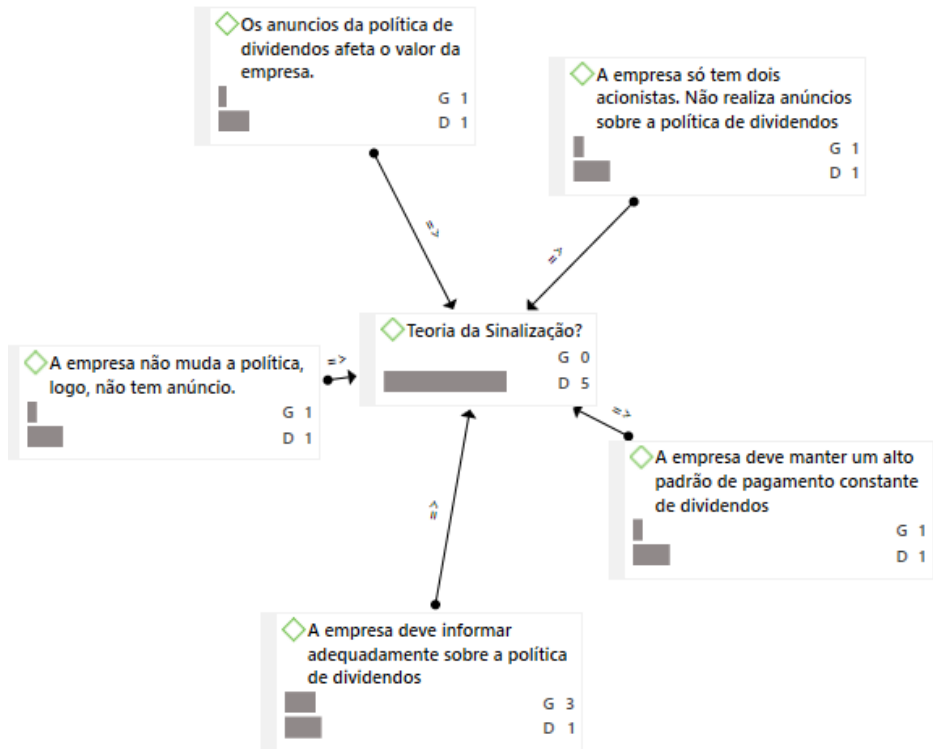 Os anuncios da política de
dividendos afeta o valor da
empresa.
G 1
D 1
A empresa só tem dois
acionistas. Não realiza anúncios
sobre a política de dividendos
G 1
D 1
=>
=>
Teoria da Sinalização?
G 0
D 5
A empresa não muda a política,
logo, não tem anúncio.
G 1
D 1
=>
=>
A empresa deve manter um alto
padrão de pagamento constante
de dividendos
G 1
D 1
=>
A empresa deve informar
adequadamente sobre a política
de dividendos
G 3
D 1